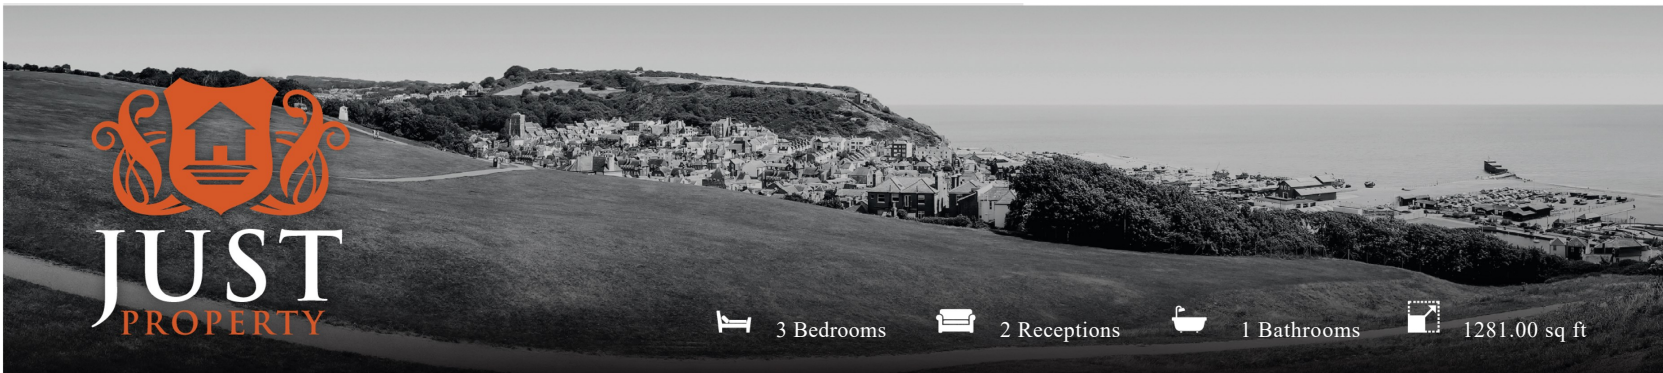 JUST
PROPERTY
3 Bedrooms
2 Receptions
1 Bathrooms
1281.00 sq ft